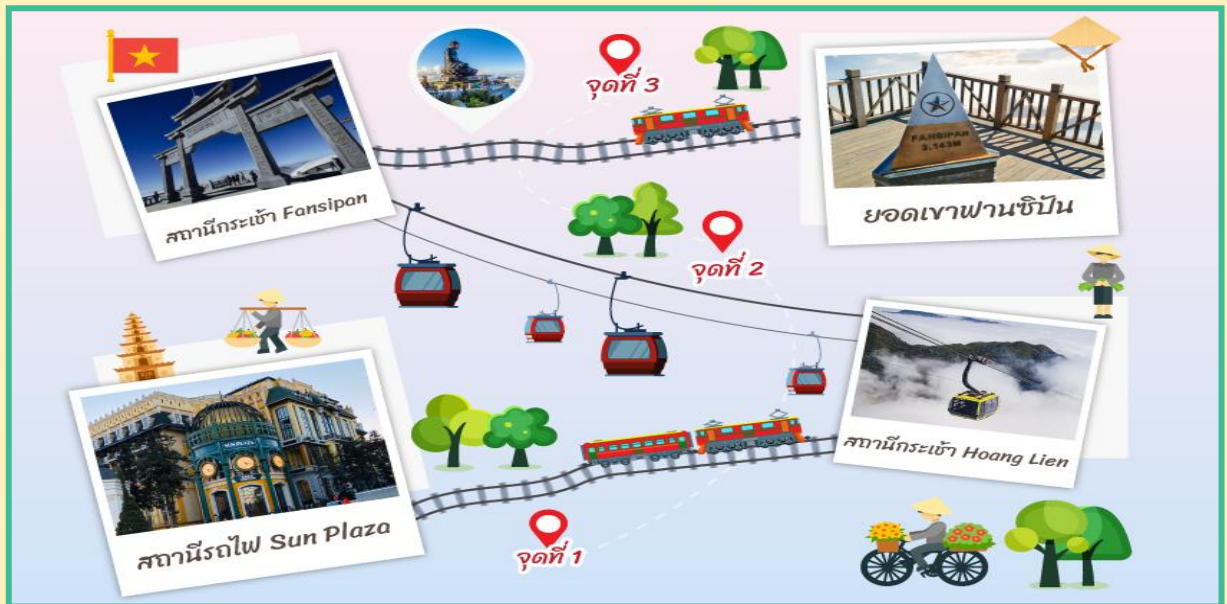 จุดที่ 3
FANSIPAN
3.143M
สถานีกระเช้า Fansipan
ยอดเขาฟานซิปัน
จุดที่ 2
SUN PLAZA
สถานีกระเช้า Hoang Lien
สถานีรถไฟ Sun Plaza
จุดที่ 1